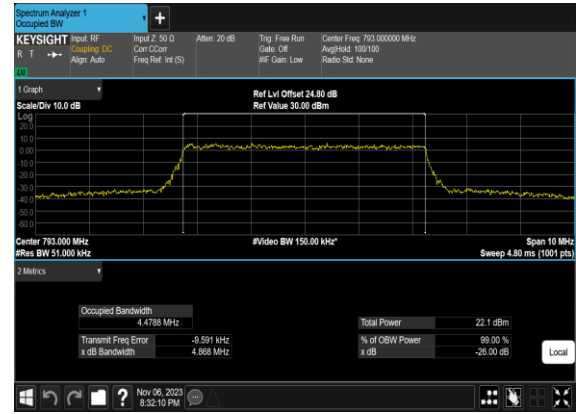 Spectrum Analyzer 1
Occupied BW
+
KEYSIGHT Input: RF Input Z: 50 Ω Atten: 20 dB Trig: Free Run Center Freq: 793.000000 MHz
R T Coupling: DC Corr CCorr Gate: Off Avg|Hold: 100/100
Align: Auto Freq Ref: Int (S) #IF Gain: Low Radio Std: None
1 Graph
Ref Lvl Offset 24.80 dB
Scale/Div 10.0 dB Ref Value 30.00 dBm
Log
20.0
10.0
0.00
-10.0
-20.0
-30.0
-40.0
-50.0
-60.0
Center 793.000 MHz #Video BW 150.00 kHz* Span 10 MHz
#Res BW 51.000 kHz Sweep 4.80 ms (1001 pts)
2 Metrics
Occupied Bandwidth
4.4788 MHz Total Power 22.1 dBm
Transmit Freq Error -9.591 kHz % of OBW Power 99.00 %
x dB Bandwidth 4.868 MHz x dB -26.00 dB
Local
? Nov 06, 2023
8:32:10 PM